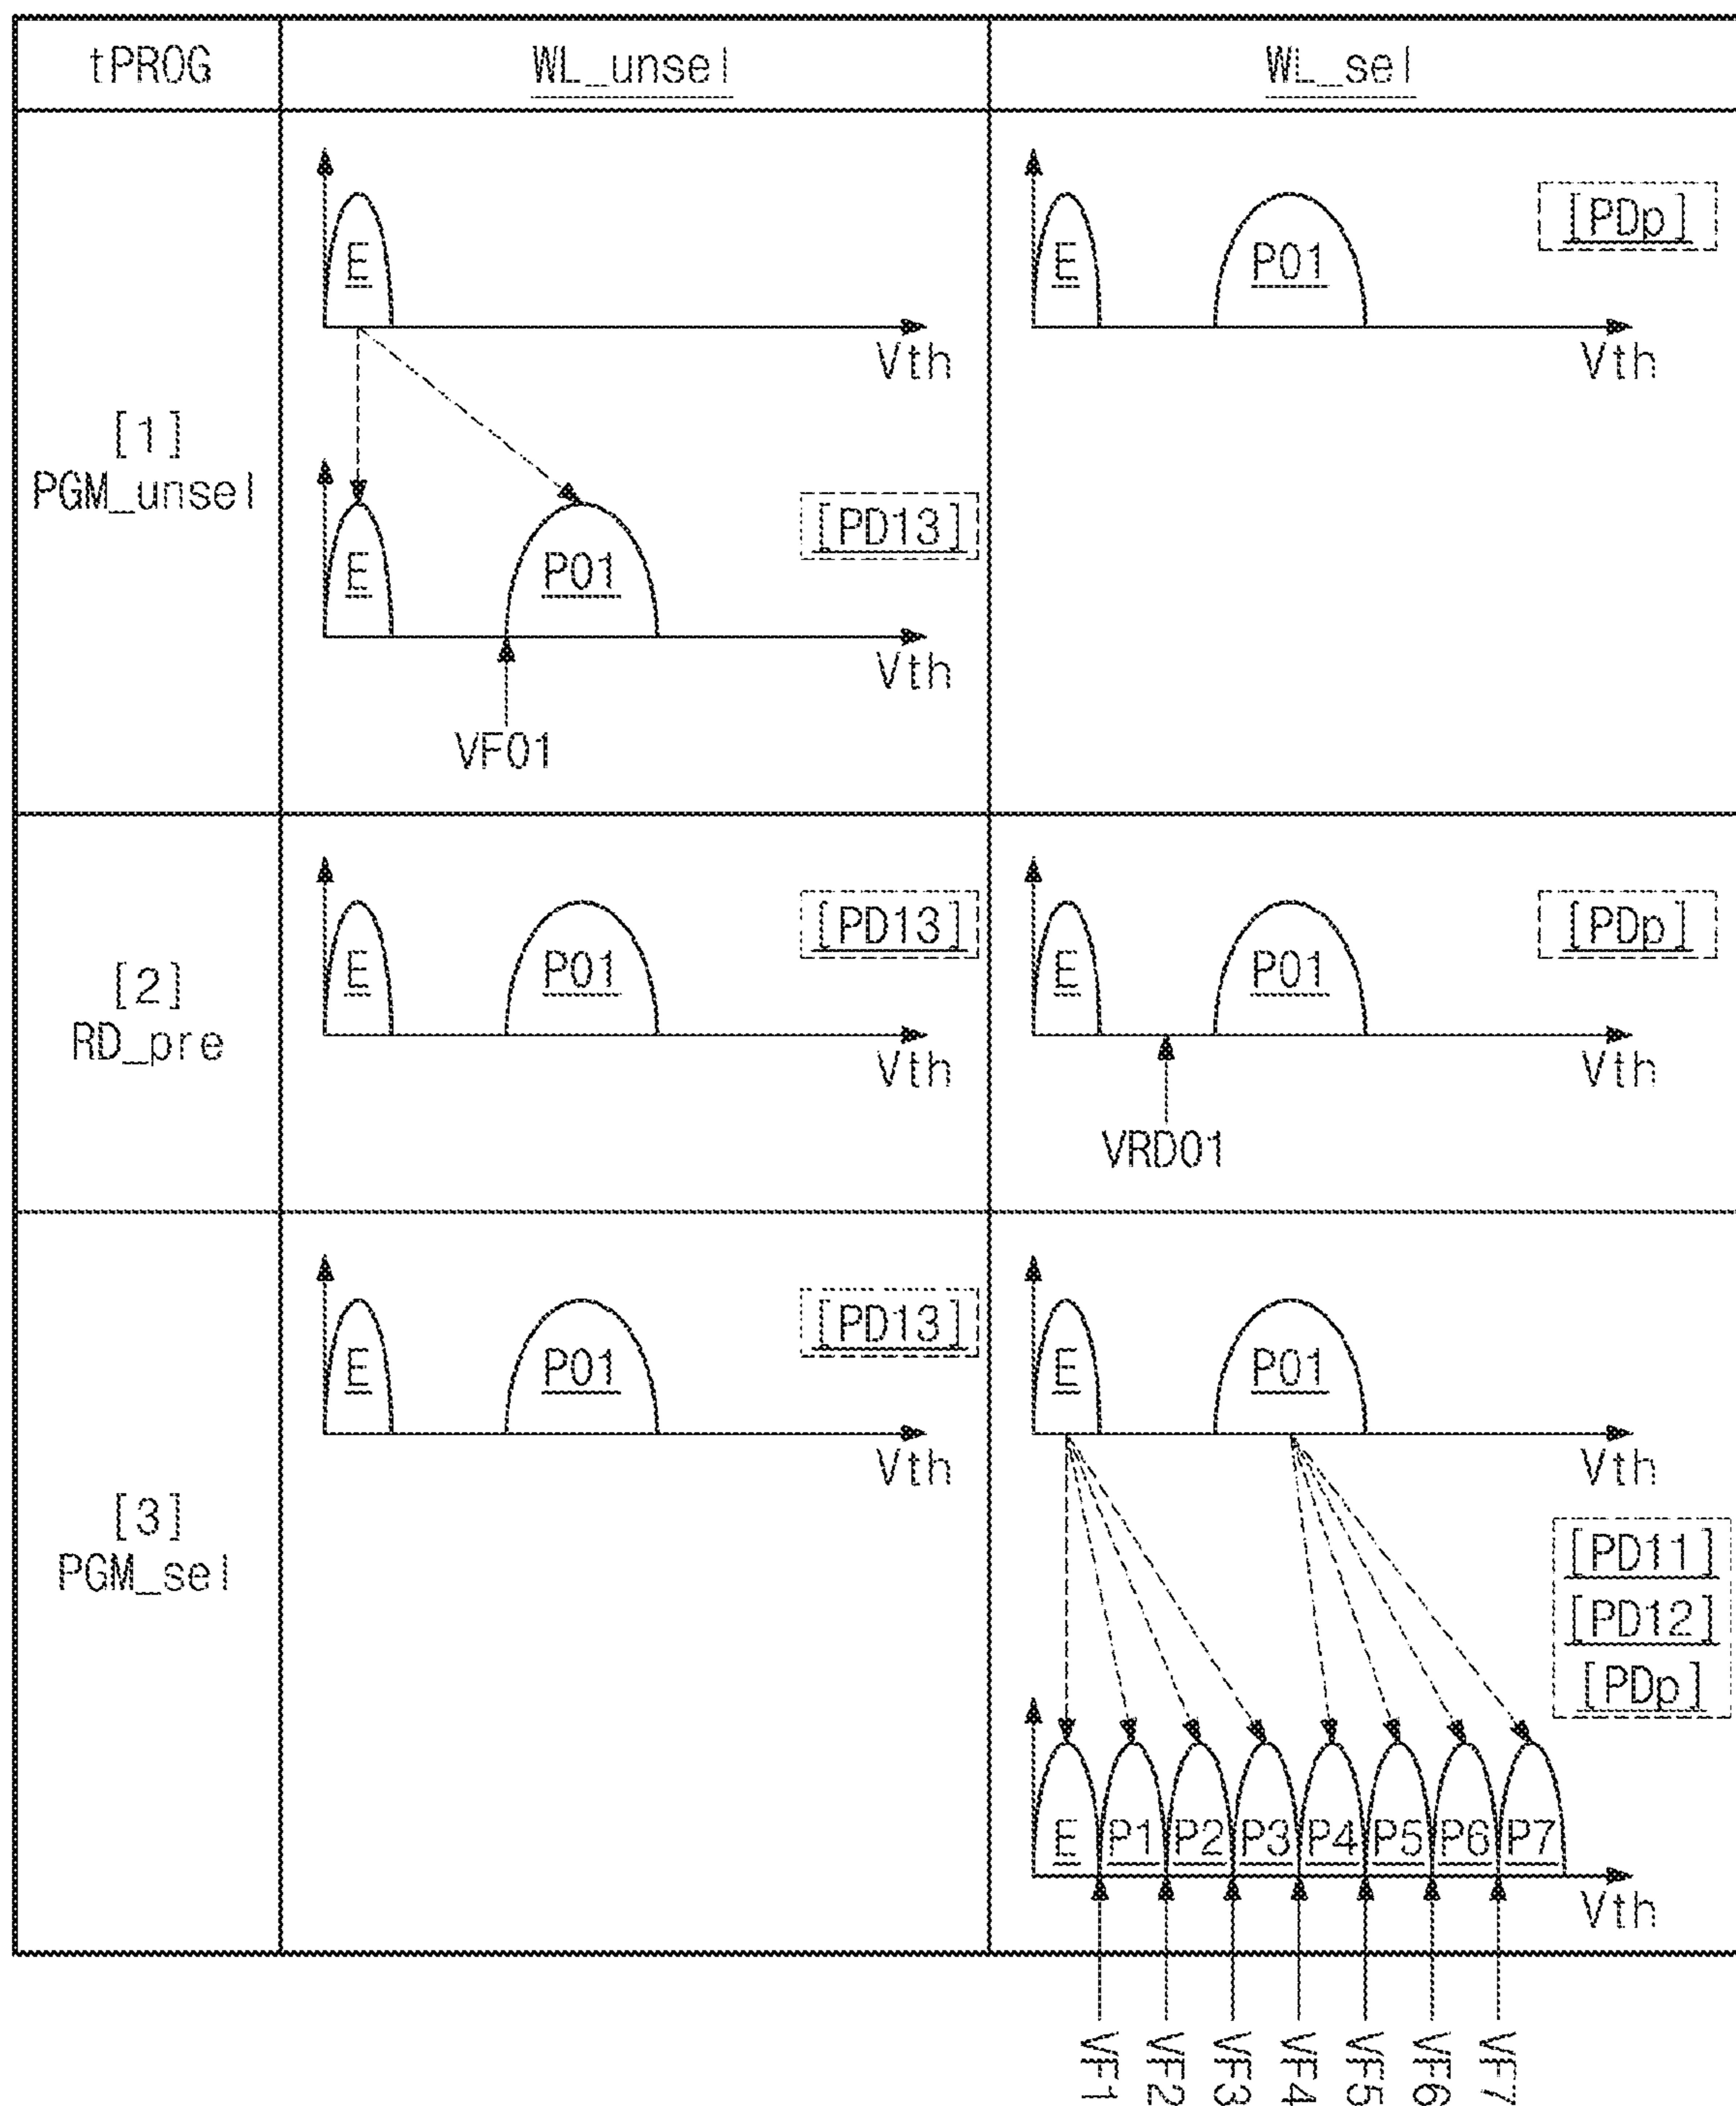 tPROG
WL_unsel
WL_sel
[1]
PGM_unsel
E
Vth
E
P01
[PD13]
Vth
VF01
E
P01
[PDp]
Vth
[2]
RD_pre
E
P01
[PD13]
Vth
E
P01
[PDp]
Vth
VRD01
[3]
PGM_sel
E
P01
[PD13]
Vth
E
P01
Vth
[PD11]
[PD12]
[PDp]
E P1 P2 P3 P4 P5 P6 P7
Vth
VF1
VF2
VF3
VF4
VF5
VF6
VF7